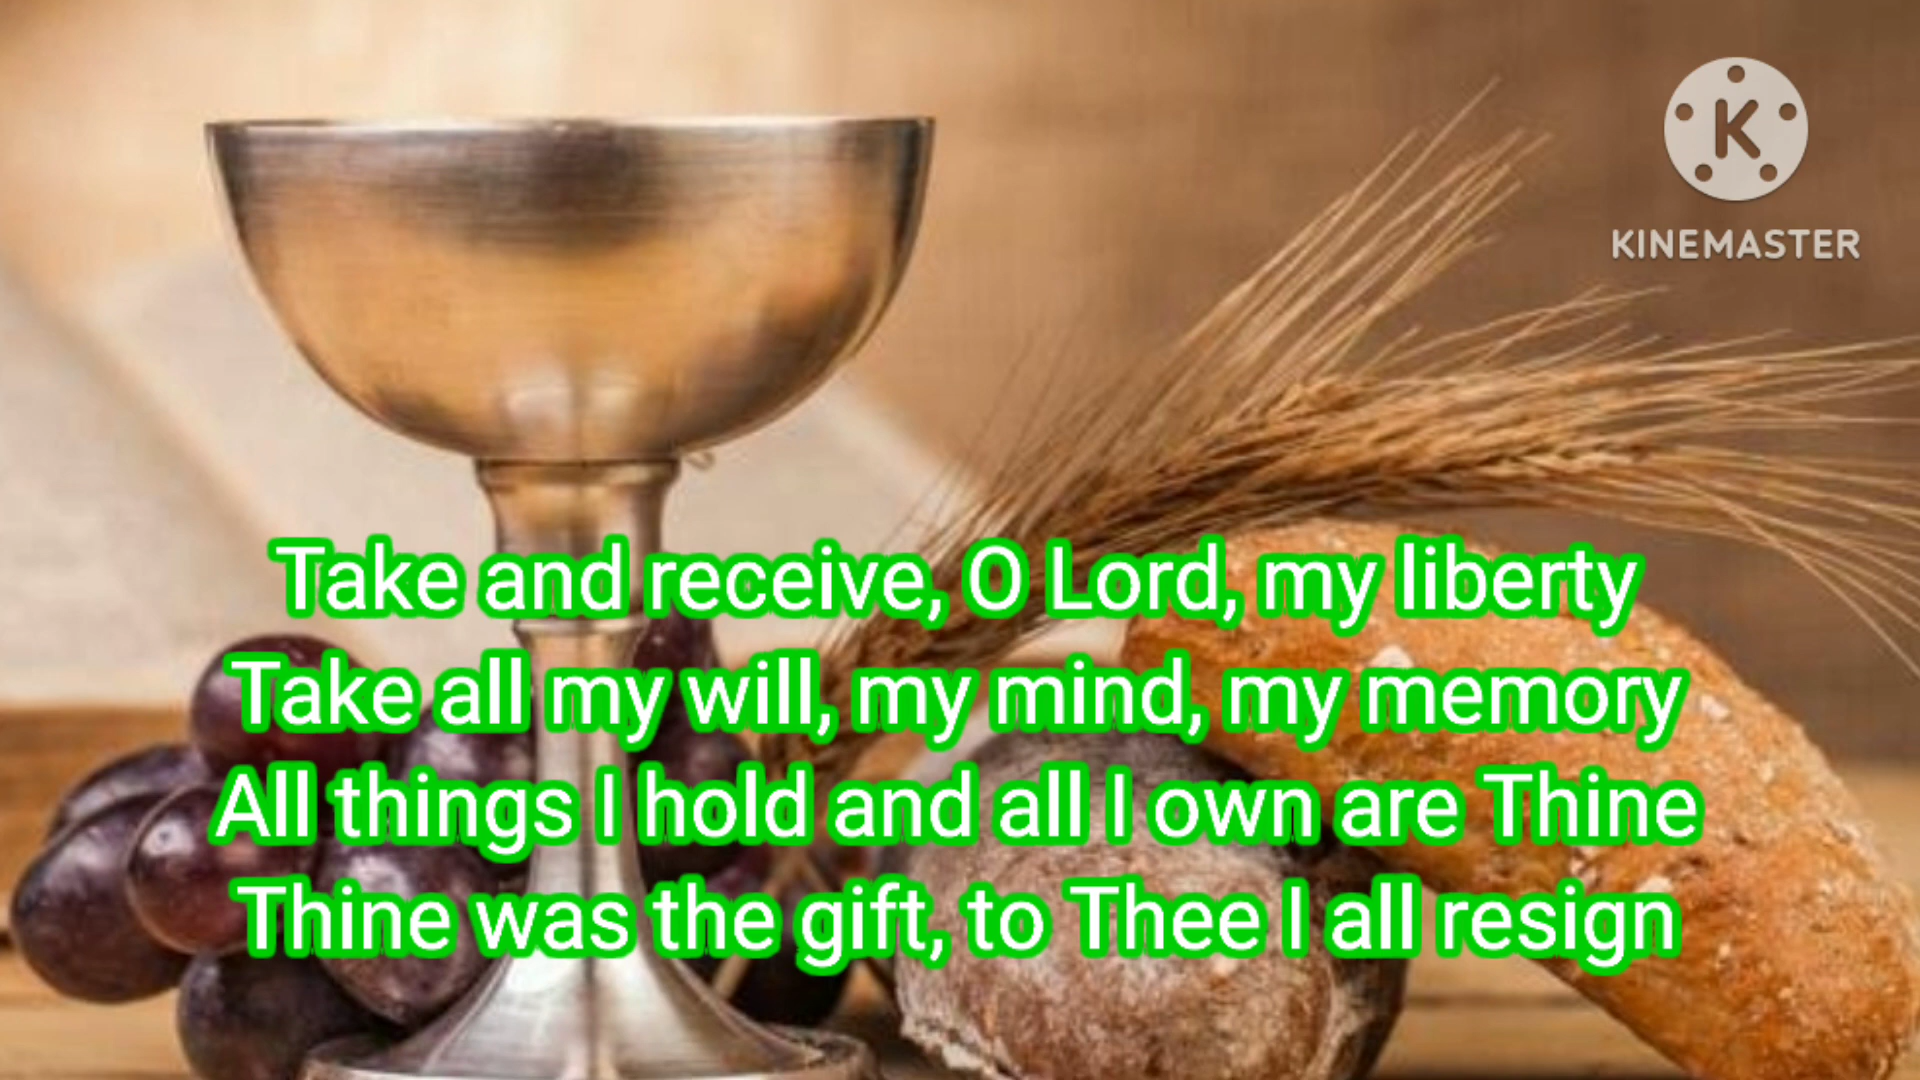 K
KINEMASTER
Take and receive, O Lord, my liberty
Take all my will, my mind, my memory
All things I hold and all I own are Thine
Thine was the gift, to Thee I all resign